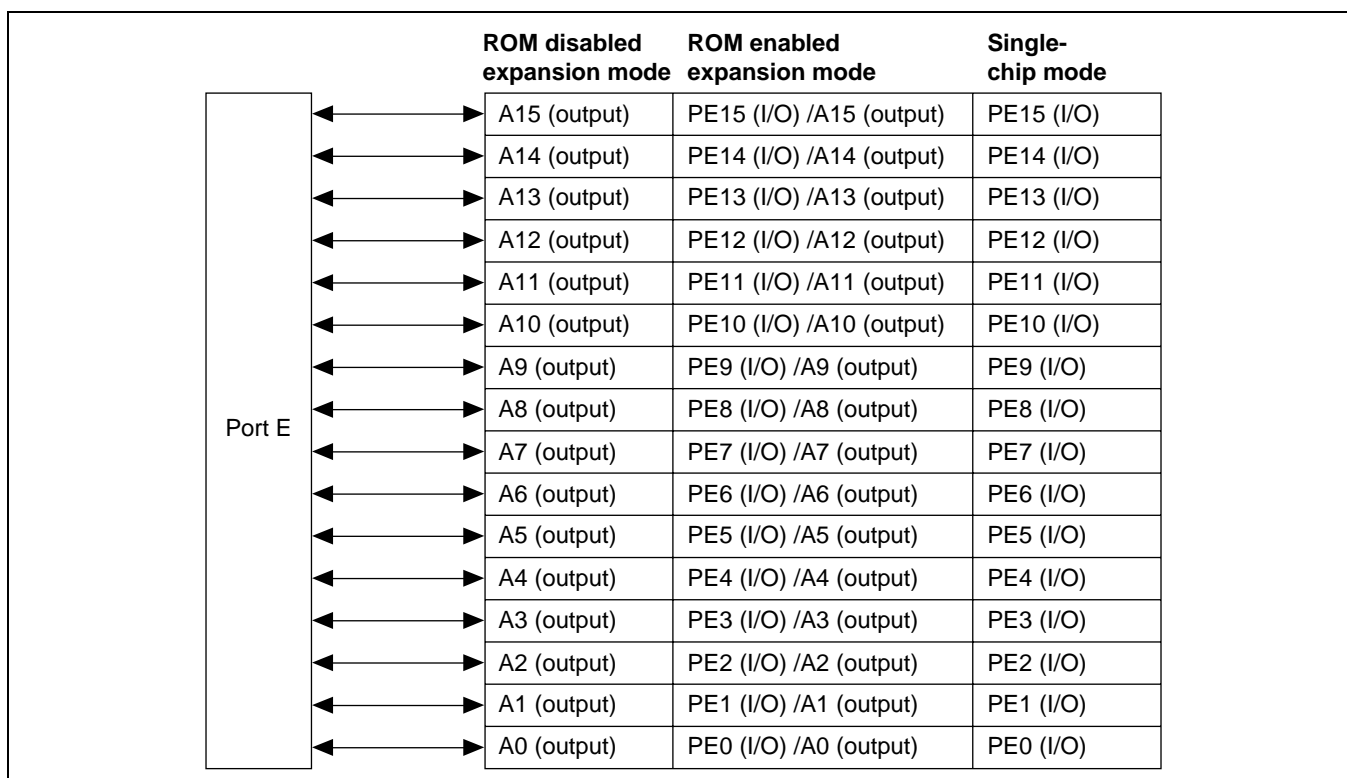 ROM disabled expansion mode ROM enabled expansion mode Single-chip mode
A15 (output) PE15 (I/O) /A15 (output) PE15 (I/O)
A14 (output) PE14 (I/O) /A14 (output) PE14 (I/O)
A13 (output) PE13 (I/O) /A13 (output) PE13 (I/O)
A12 (output) PE12 (I/O) /A12 (output) PE12 (I/O)
A11 (output) PE11 (I/O) /A11 (output) PE11 (I/O)
A10 (output) PE10 (I/O) /A10 (output) PE10 (I/O)
A9 (output) PE9 (I/O) /A9 (output) PE9 (I/O)
A8 (output) PE8 (I/O) /A8 (output) PE8 (I/O)
Port E
A7 (output) PE7 (I/O) /A7 (output) PE7 (I/O)
A6 (output) PE6 (I/O) /A6 (output) PE6 (I/O)
A5 (output) PE5 (I/O) /A5 (output) PE5 (I/O)
A4 (output) PE4 (I/O) /A4 (output) PE4 (I/O)
A3 (output) PE3 (I/O) /A3 (output) PE3 (I/O)
A2 (output) PE2 (I/O) /A2 (output) PE2 (I/O)
A1 (output) PE1 (I/O) /A1 (output) PE1 (I/O)
A0 (output) PE0 (I/O) /A0 (output) PE0 (I/O)